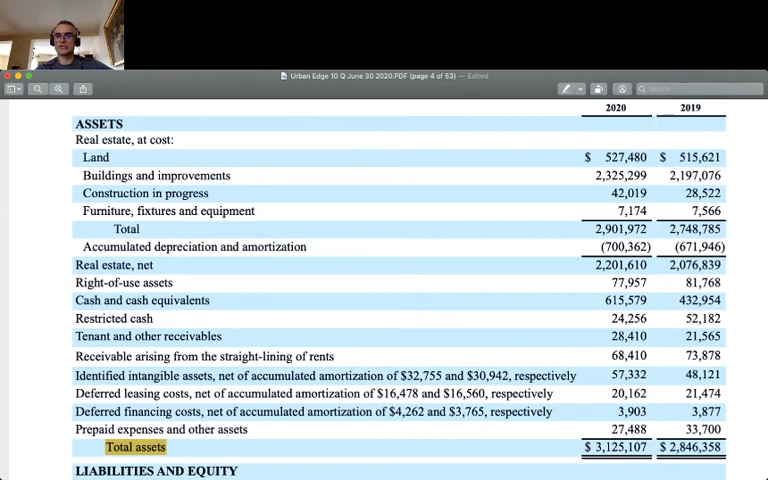 Urban Edge 10 Q June 30 2020.PDF (page 4 of 53) — Edited
Search
2020 2019
ASSETS
Real estate, at cost:
Land $ 527,480 $ 515,621
Buildings and improvements 2,325,299 2,197,076
Construction in progress 42,019 28,522
Furniture, fixtures and equipment 7,174 7,566
Total 2,901,972 2,748,785
Accumulated depreciation and amortization (700,362) (671,946)
Real estate, net 2,201,610 2,076,839
Right-of-use assets 77,957 81,768
Cash and cash equivalents 615,579 432,954
Restricted cash 24,256 52,182
Tenant and other receivables 28,410 21,565
Receivable arising from the straight-lining of rents 68,410 73,878
Identified intangible assets, net of accumulated amortization of $32,755 and $30,942, respectively 57,332 48,121
Deferred leasing costs, net of accumulated amortization of $16,478 and $16,560, respectively 20,162 21,474
Deferred financing costs, net of accumulated amortization of $4,262 and $3,765, respectively 3,903 3,877
Prepaid expenses and other assets 27,488 33,700
Total assets $ 3,125,107 $ 2,846,358
LIABILITIES AND EQUITY